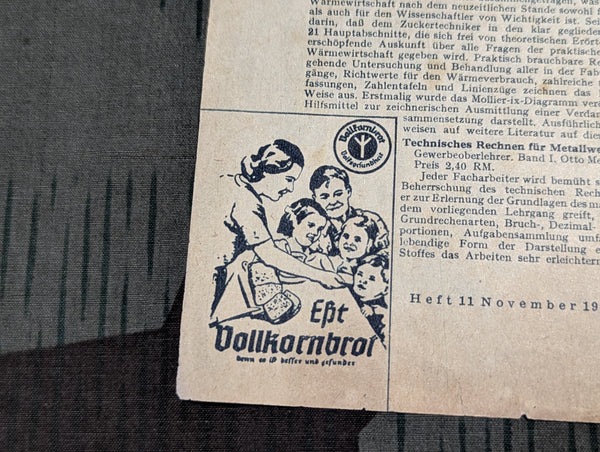 Wärmewirtschaft nach dem neuzeitlichen Stande sowohl f
als auch für den Wissenschaftler von Wichtigkeit ist. Sei
darin, daß dem Zuckertechniker in den klar gegliede
21 Hauptabschnitte, die sich frei von theoretischen Erört
erschöpfende Auskunft über alle Fragen der praktische
Wärmewirtschaft gegeben wird. Praktisch brauchbare Re
gehende Untersuchung und Behandlung aller in der Fab
gänge, Richtwerte für den Wärmeverbrauch, zahlreiche
fassungen, Zahlentafeln und Linienzüge zeichnen das
Weise aus. Erstmalig wurde das Mollier-ix-Diagramm ver
Hilfsmittel zur zeichnerischen Ausmittlung einer Verdam
sammensetzung darstellt. Ausführlich
weisen auf weitere Literatur auf die
Technisches Rechnen für Metallwe
Gewerbeoberlehrer. Band I. Otto Me
Preis 2,40 RM.
Jeder Facharbeiter wird bemüht s
Beherrschung des technischen Rech
er zur Erlernung der Grundlagen des ma
dem vorliegenden Lehrgang greift,
Grundrechenarten, Bruch-, Dezimal-
portionen, Aufgabensammlung umfa
lebendige Form der Darstellung e
Stoffes das Arbeiten sehr erleichter
Heft 11 November 19
Vollkornbrot
Volksgesundheit
Eßt
Vollkornbrot
denn es ist besser und gesünder